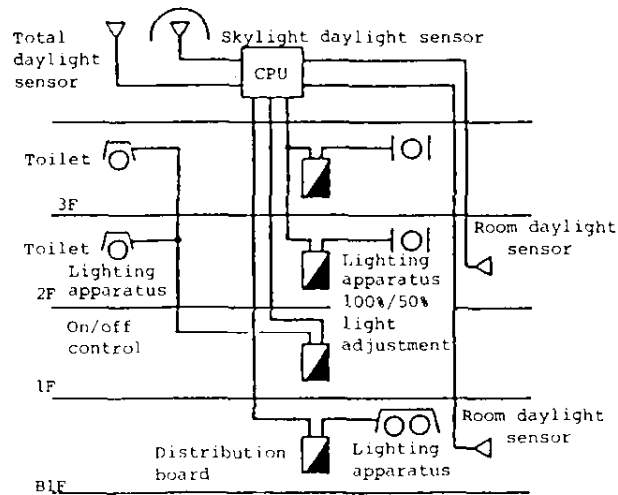 Total
daylight
sensor
Skylight daylight sensor
CPU
Toilet
3F
Toilet
Lighting
apparatus
2F
Lighting
apparatus
100%/50%
light
adjustment
Room daylight
sensor
On/off
control
1F
Distribution
board
Lighting
apparatus
Room daylight
sensor
B1F